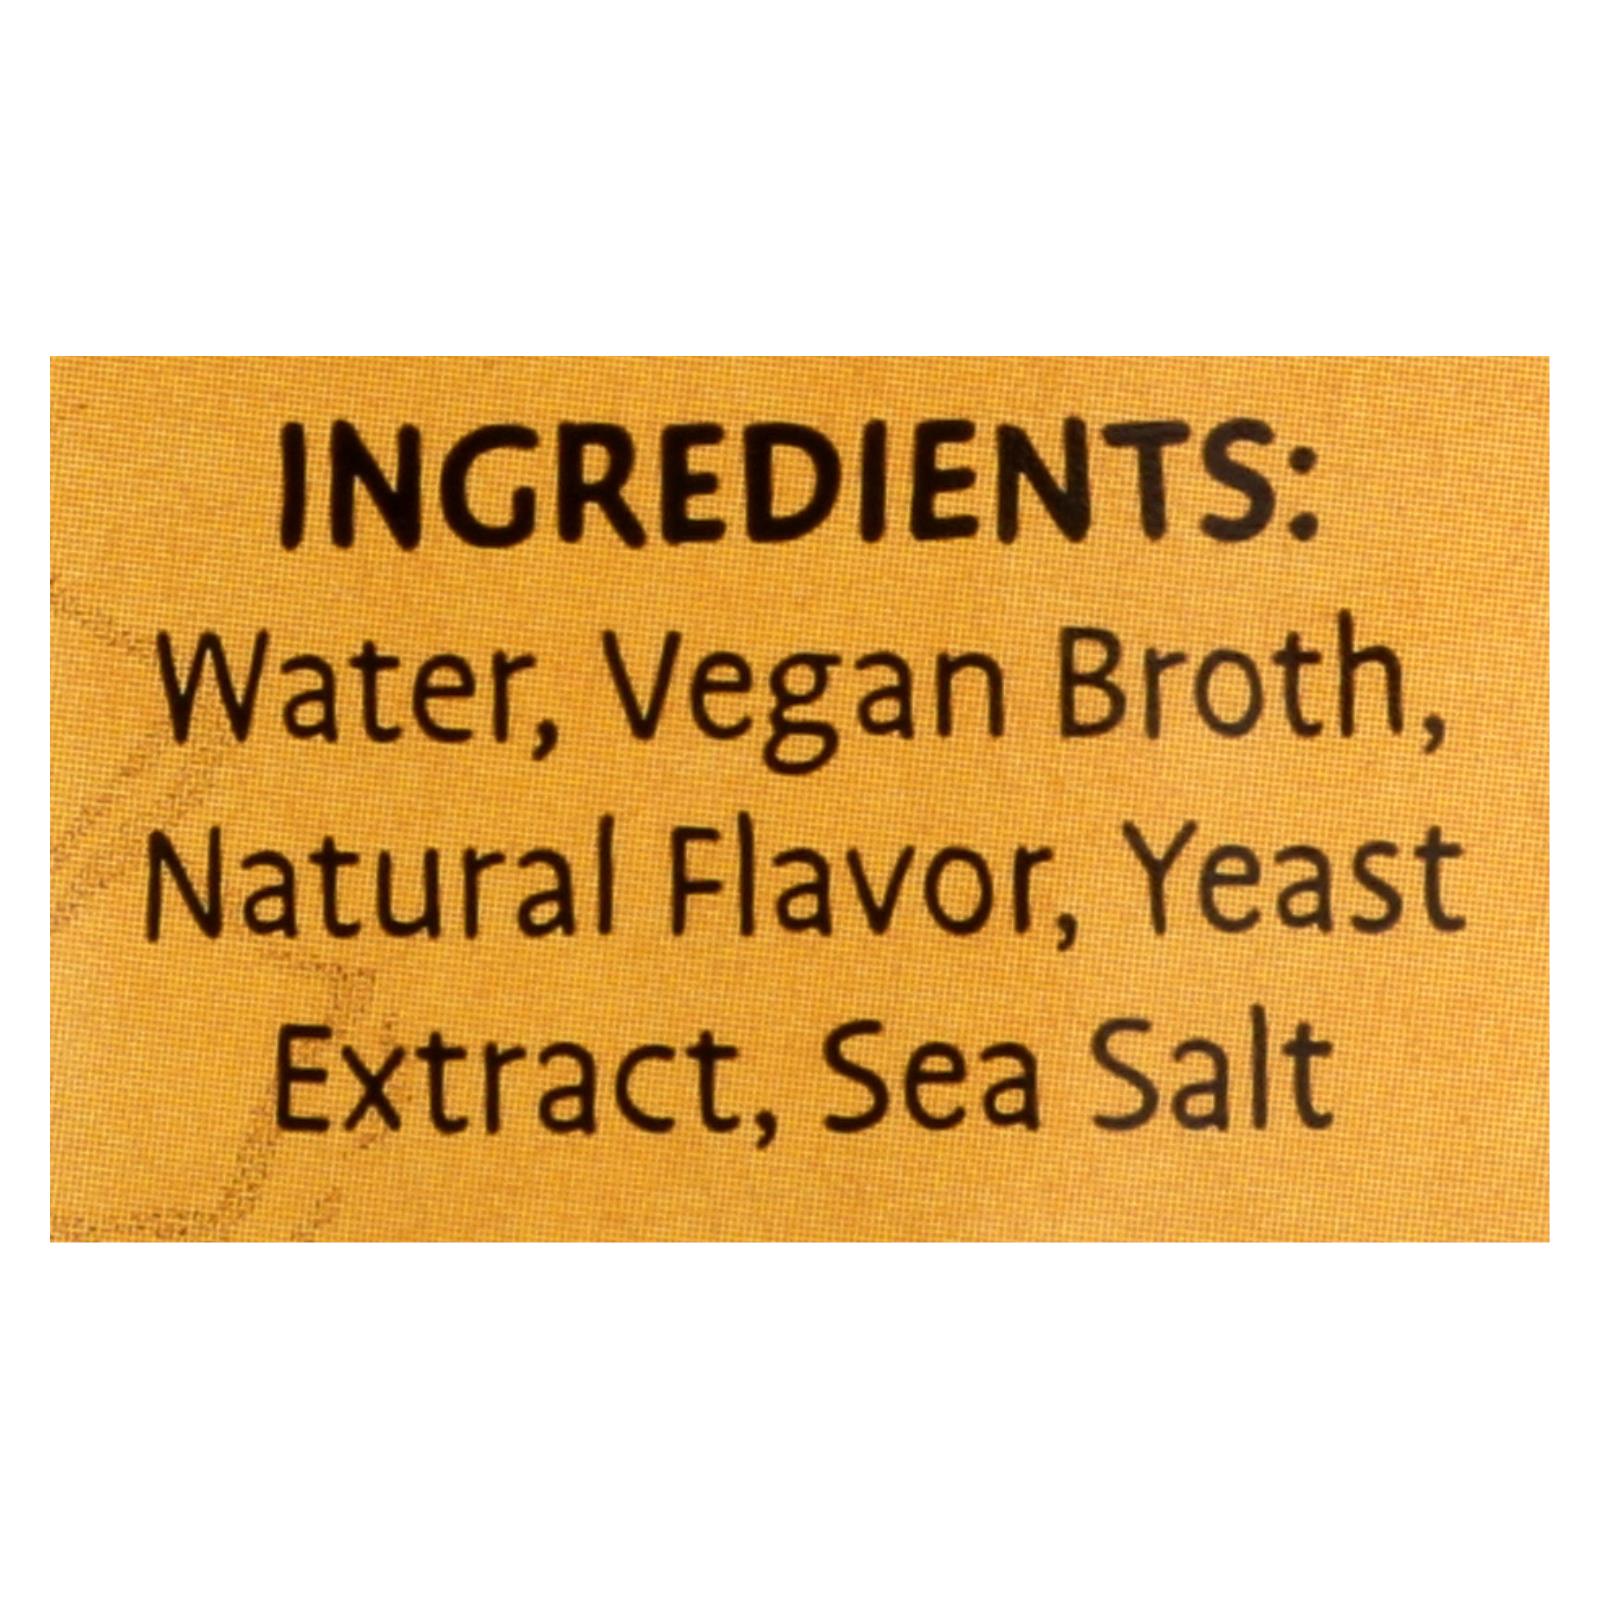 INGREDIENTS:
Water, Vegan Broth,
Natural Flavor, Yeast
Extract, Sea Salt